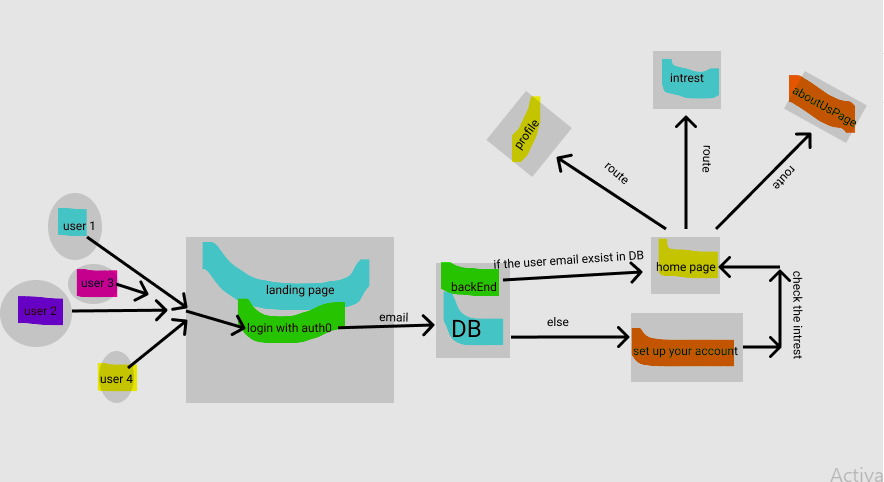 user 1
user 3
user 2
user 4
landing page
login with auth0
email
backEnd
DB
if the user email exsist in DB
else
home page
set up your account
check the intrest
route
route
route
profile
intrest
aboutUsPage
Activa